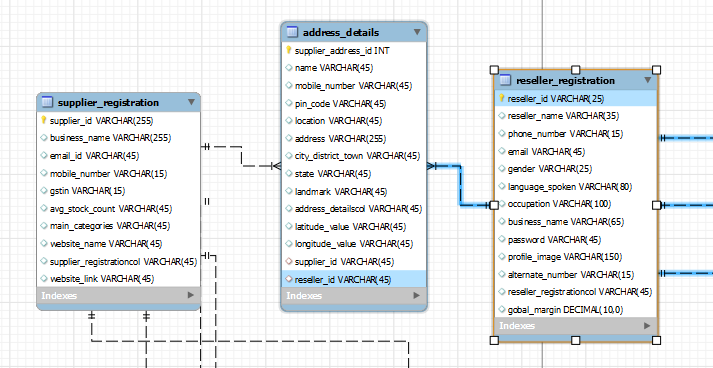 address_details
supplier_address_id INT
name VARCHAR(45)
mobile_number VARCHAR(45)
pin_code VARCHAR(45)
location VARCHAR(45)
address VARCHAR(255)
city_district_town VARCHAR(45)
state VARCHAR(45)
landmark VARCHAR(45)
address_detailscol VARCHAR(45)
latitude_value VARCHAR(45)
longitude_value VARCHAR(45)
supplier_id VARCHAR(45)
reseller_id VARCHAR(45)
supplier_registration
supplier_id VARCHAR(255)
business_name VARCHAR(255)
email_id VARCHAR(45)
mobile_number VARCHAR(15)
gstin VARCHAR(15)
avg_stock_count VARCHAR(45)
main_categories VARCHAR(45)
website_name VARCHAR(45)
supplier_registrationcol VARCHAR(45)
website_link VARCHAR(45)
Indexes
Indexes
reseller_registration
reseller_id VARCHAR(25)
reseller_name VARCHAR(35)
phone_number VARCHAR(15)
email VARCHAR(45)
gender VARCHAR(25)
language_spoken VARCHAR(80)
occupation VARCHAR(100)
business_name VARCHAR(65)
password VARCHAR(45)
profile_image VARCHAR(150)
alternate_number VARCHAR(15)
reseller_registrationcol VARCHAR(45)
gobal_margin DECIMAL(10,0)
Indexes